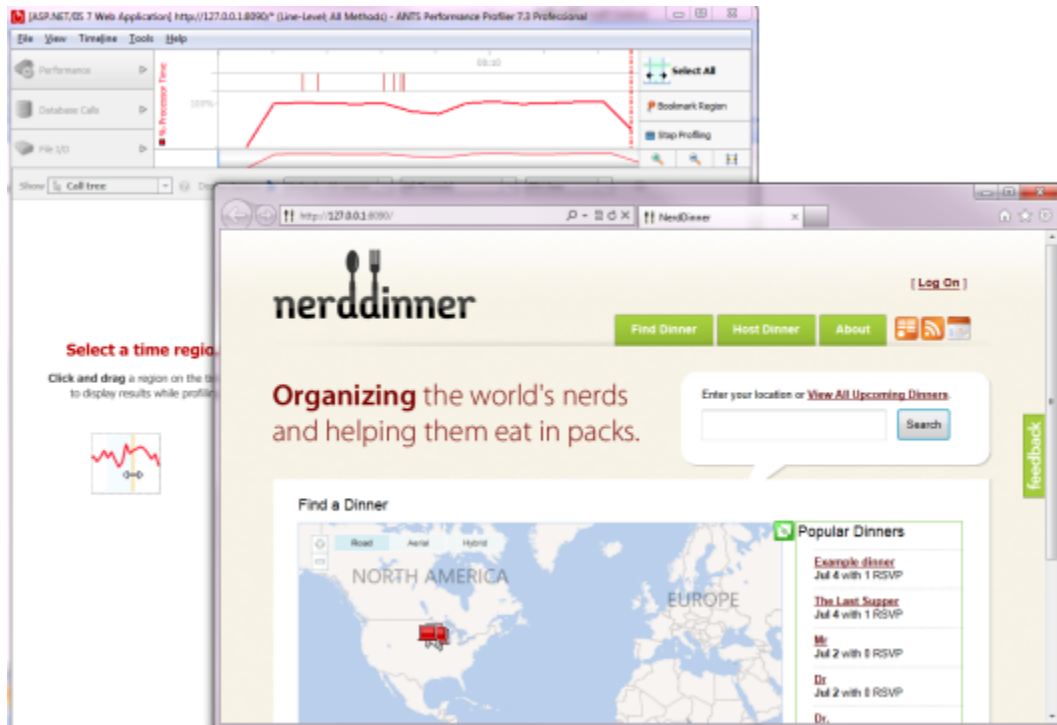 [ASP.NET/IIS 7 Web Application] http://127.0.0.1:8090/* (Line-Level; All Methods) - ANTS Performance Profiler 7.3 Professional
File View Timeline Tools Help
Performance
Database Calls
File I/O
% Processor Time
100%
08:10
Select All
Bookmark Region
Stop Profiling
Show Call tree
Select a time regio
Click and drag a region on the
to display results while profiling
http://127.0.0.1:8090/
NerdDinner
nerddinner
[ Log On ]
Find Dinner Host Dinner About
Organizing the world's nerds
and helping them eat in packs.
Enter your location or View All Upcoming Dinners.
Search
feedback
Find a Dinner
Road Aerial Hybrid
NORTH AMERICA
EUROPE
Popular Dinners
Example dinner
Jul 4 with 1 RSVP
The Last Supper
Jul 4 with 1 RSVP
Mr
Jul 2 with 0 RSVP
Dr
Jul 2 with 0 RSVP
Dr.